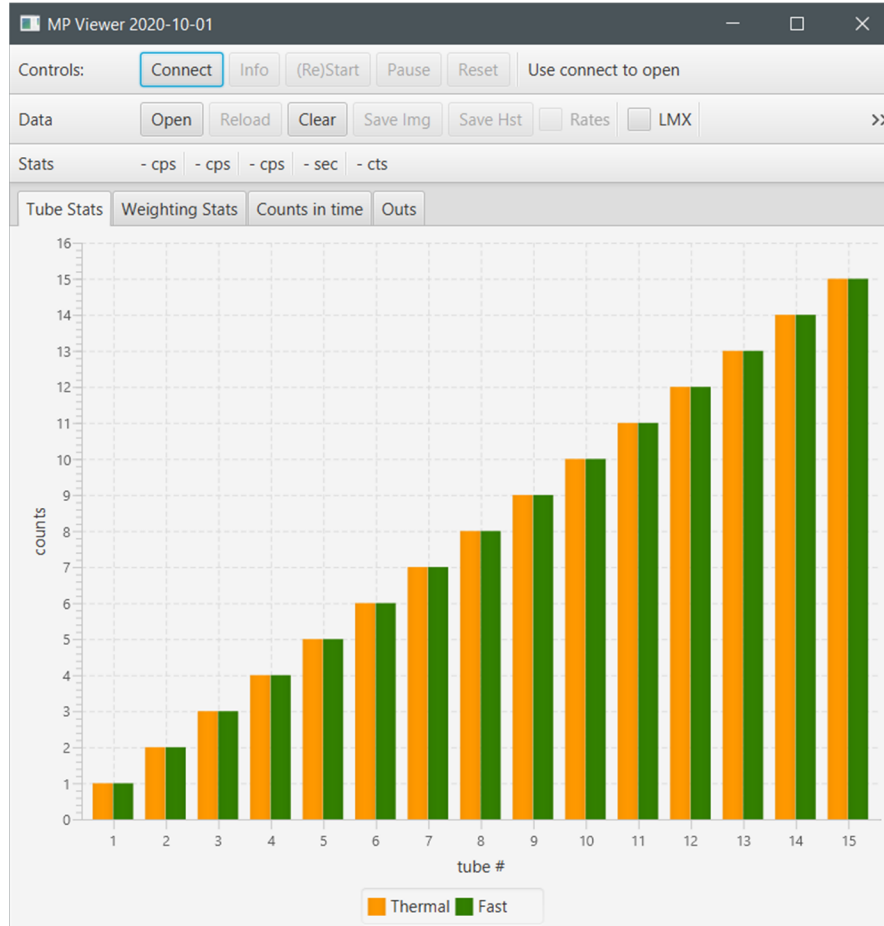 MP Viewer 2020-10-01
Controls: Connect Info (Re)Start Pause Reset Use connect to open
Data Open Reload Clear Save Img Save Hst Rates LMX >>
Stats - cps - cps - cps - sec - cts
Tube Stats Weighting Stats Counts in time Outs
16
15
14
13
12
11
10
9
8
7
6
5
4
3
2
1
0
counts
1 2 3 4 5 6 7 8 9 10 11 12 13 14 15
tube #
Thermal Fast